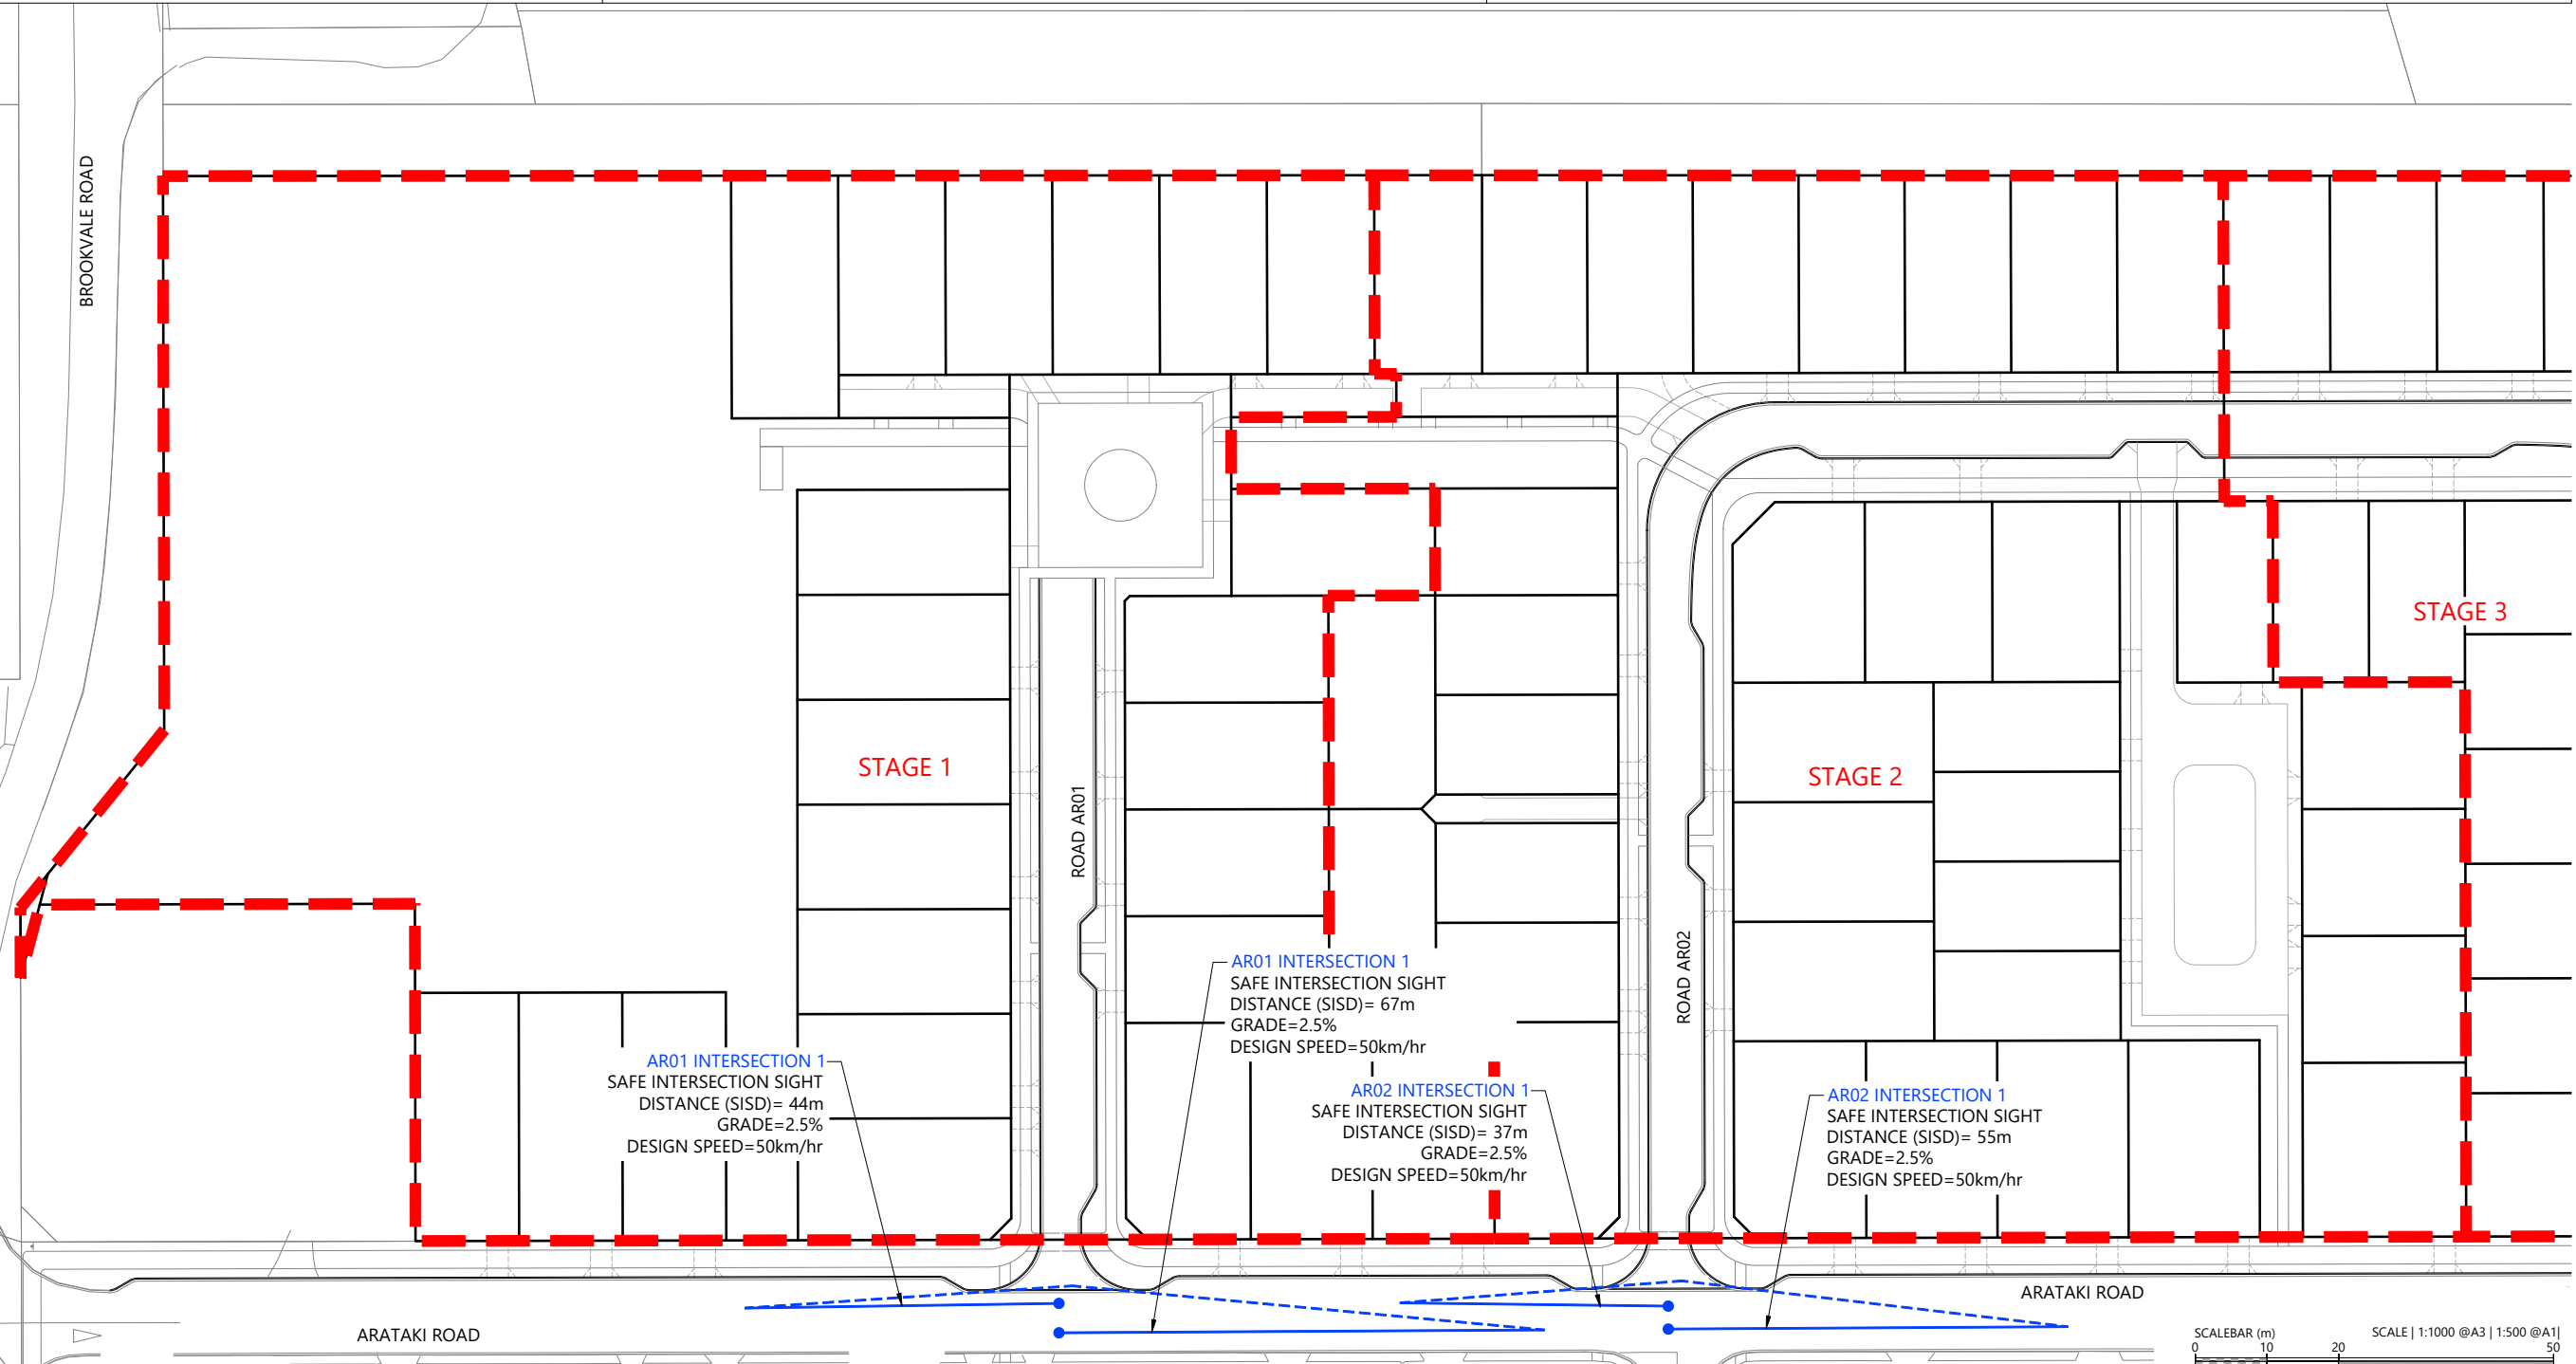 BROOKVALE ROAD
STAGE 3
STAGE 1
STAGE 2
ROAD AR01
ROAD AR02
AR01 INTERSECTION 1
SAFE INTERSECTION SIGHT
DISTANCE (SISD)= 67m
GRADE=2.5%
DESIGN SPEED=50km/hr
AR01 INTERSECTION 1
SAFE INTERSECTION SIGHT
DISTANCE (SISD)= 44m
GRADE=2.5%
DESIGN SPEED=50km/hr
AR02 INTERSECTION 1
SAFE INTERSECTION SIGHT
DISTANCE (SISD)= 37m
GRADE=2.5%
DESIGN SPEED=50km/hr
AR02 INTERSECTION 1
SAFE INTERSECTION SIGHT
DISTANCE (SISD)= 55m
GRADE=2.5%
DESIGN SPEED=50km/hr
ARATAKI ROAD
ARATAKI ROAD
SCALEBAR (m) SCALE | 1:1000 @A3 | 1:500 @A1|
0 10 20 50